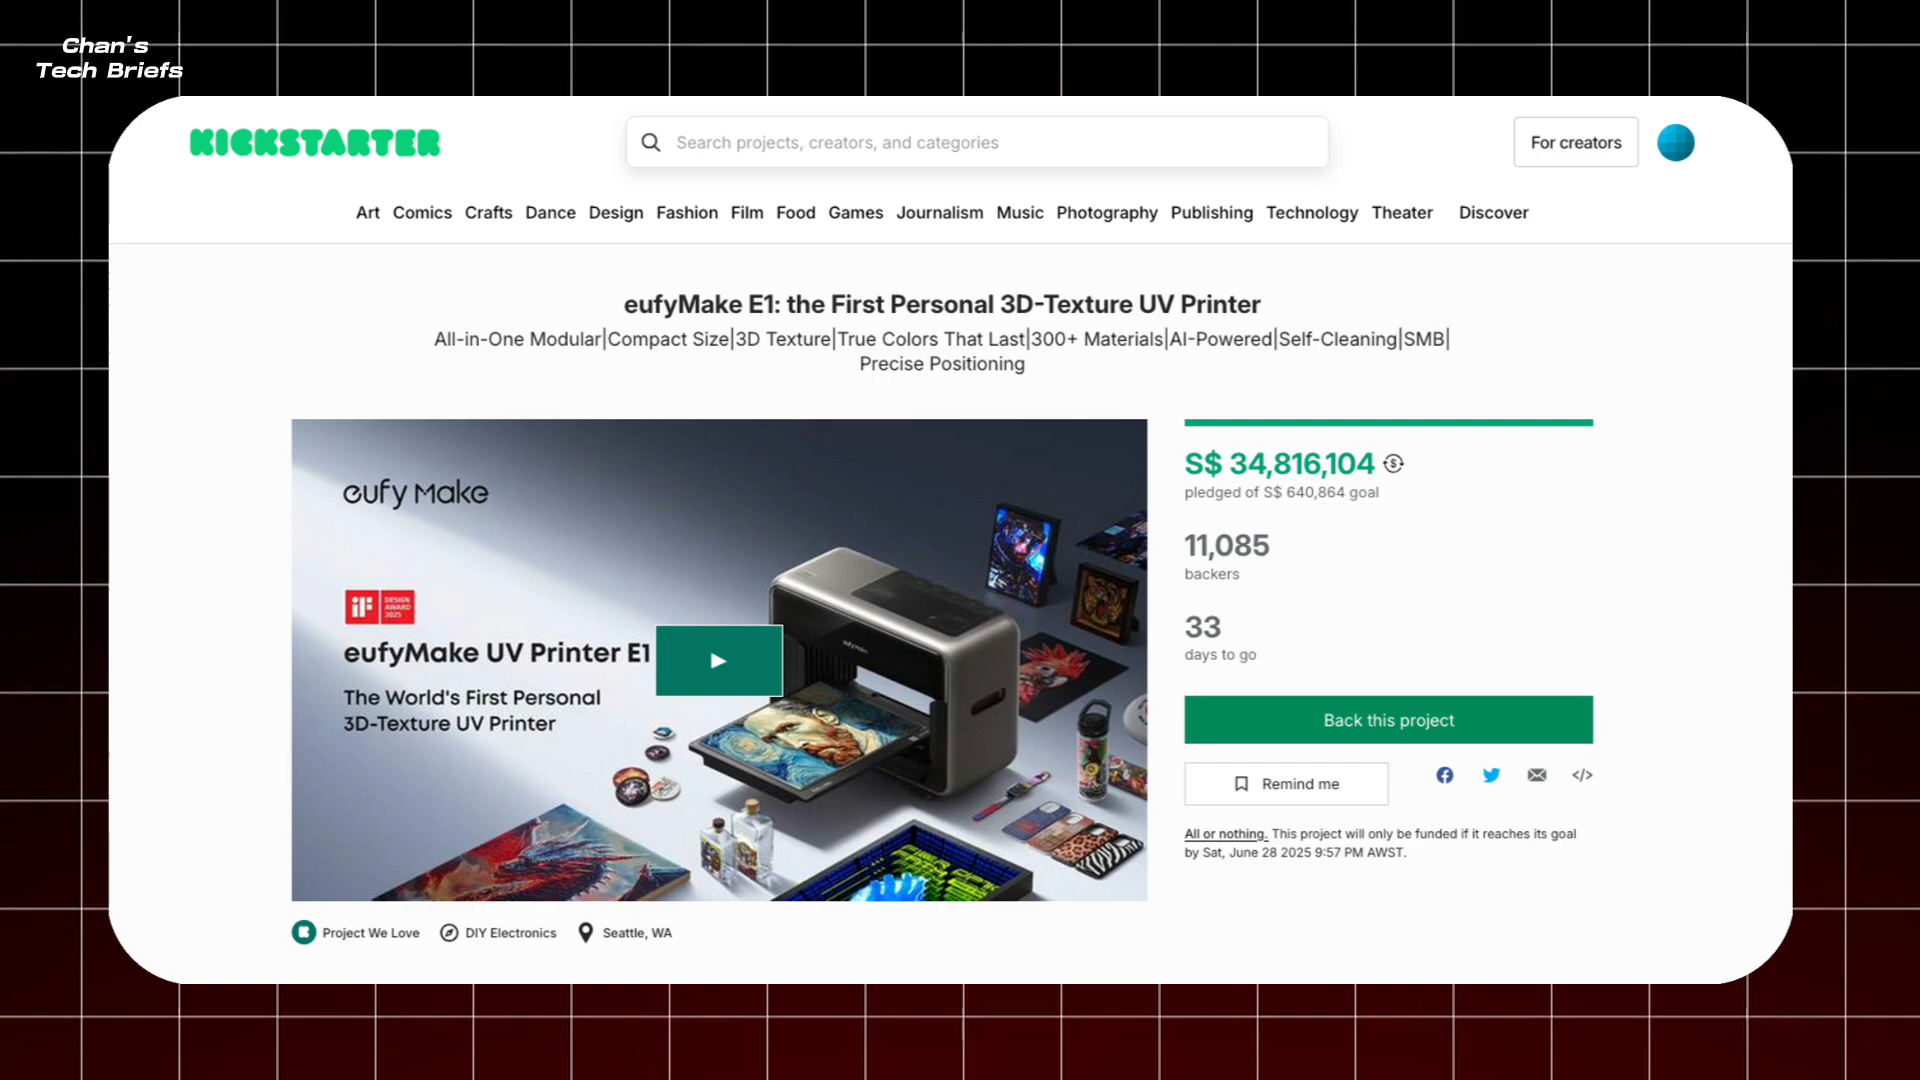 Chan's
Tech Briefs
KICKSTARTER
Search projects, creators, and categories
For creators
Art Comics Crafts Dance Design Fashion Film Food Games Journalism Music Photography Publishing Technology Theater Discover
eufyMake E1: the First Personal 3D-Texture UV Printer
All-in-One Modular|Compact Size|3D Texture|True Colors That Last|300+ Materials|AI-Powered|Self-Cleaning|SMB|
Precise Positioning
eufy Make
iF DESIGN
AWARD
2025
eufyMake UV Printer E1
The World's First Personal
3D-Texture UV Printer
eufyMake
S$ 34,816,104
pledged of S$ 640,864 goal
11,085
backers
33
days to go
Back this project
Remind me
All or nothing. This project will only be funded if it reaches its goal
by Sat, June 28 2025 9:57 PM AWST.
Project We Love
DIY Electronics
Seattle, WA